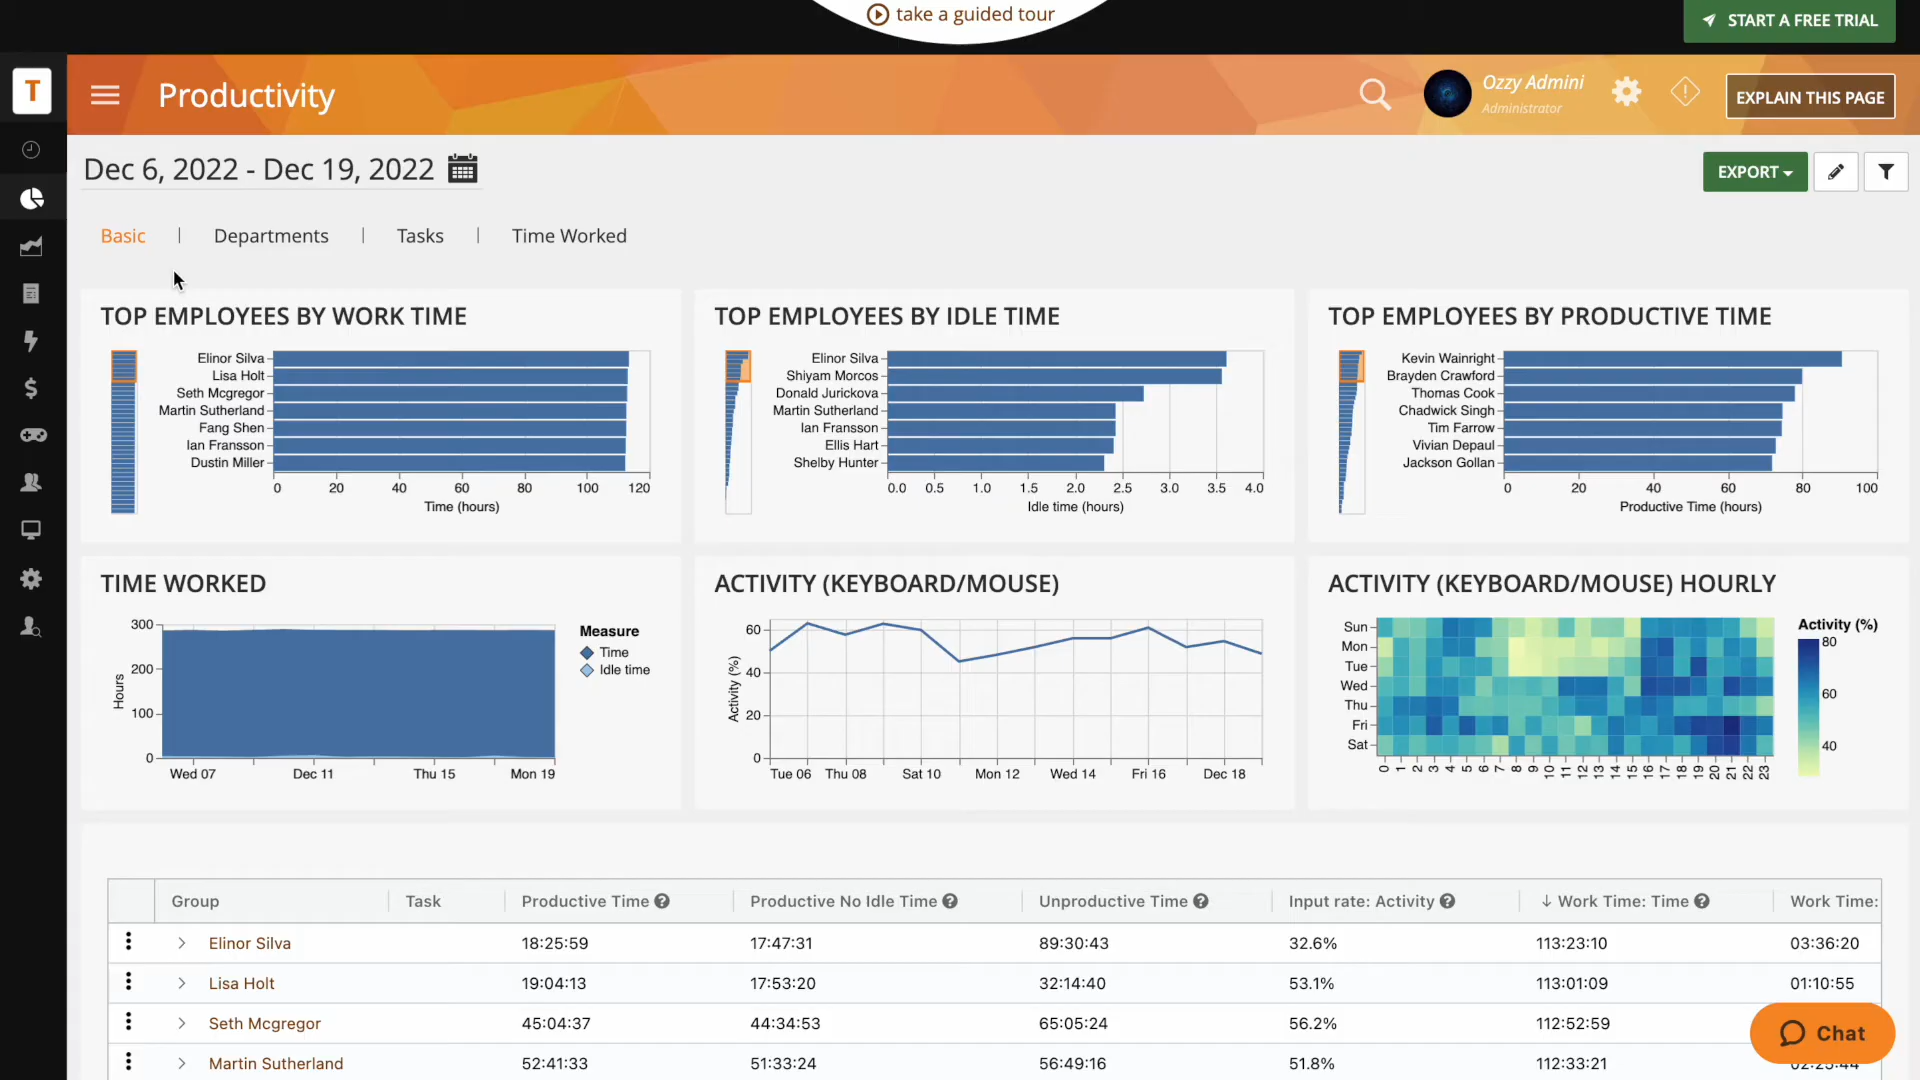 take a guided tour
START A FREE TRIAL
T
Productivity
Ozzy Admini
Administrator
EXPLAIN THIS PAGE
Dec 6, 2022 - Dec 19, 2022
EXPORT
Basic | Departments | Tasks | Time Worked
TOP EMPLOYEES BY WORK TIME
Elinor Silva
Lisa Holt
Seth Mcgregor
Martin Sutherland
Fang Shen
Ian Fransson
Dustin Miller
0 20 40 60 80 100 120
Time (hours)
TOP EMPLOYEES BY IDLE TIME
Elinor Silva
Shiyam Morcos
Donald Jurickova
Martin Sutherland
Ian Fransson
Ellis Hart
Shelby Hunter
0.0 0.5 1.0 1.5 2.0 2.5 3.0 3.5 4.0
Idle time (hours)
TOP EMPLOYEES BY PRODUCTIVE TIME
Kevin Wainright
Brayden Crawford
Thomas Cook
Chadwick Singh
Tim Farrow
Vivian Depaul
Jackson Gollan
0 20 40 60 80 100
Productive Time (hours)
TIME WORKED
300
200
100
0
Hours
Wed 07 Dec 11 Thu 15 Mon 19
Measure
Time
Idle time
ACTIVITY (KEYBOARD/MOUSE)
60
40
20
0
Activity (%)
Tue 06 Thu 08 Sat 10 Mon 12 Wed 14 Fri 16 Dec 18
ACTIVITY (KEYBOARD/MOUSE) HOURLY
Sun
Mon
Tue
Wed
Thu
Fri
Sat
0 1 2 3 4 5 6 7 8 9 10 11 12 13 14 15 16 17 18 19 20 21 22 23
Activity (%)
80
60
40
Group Task Productive Time Productive No Idle Time Unproductive Time Input rate: Activity ↓ Work Time: Time Work Time:
Elinor Silva 18:25:59 17:47:31 89:30:43 32.6% 113:23:10 03:36:20
Lisa Holt 19:04:13 17:53:20 32:14:40 53.1% 113:01:09 01:10:55
Seth Mcgregor 45:04:37 44:34:53 65:05:24 56.2% 112:52:59
Martin Sutherland 52:41:33 51:33:24 56:49:16 51.8% 112:33:21
Chat